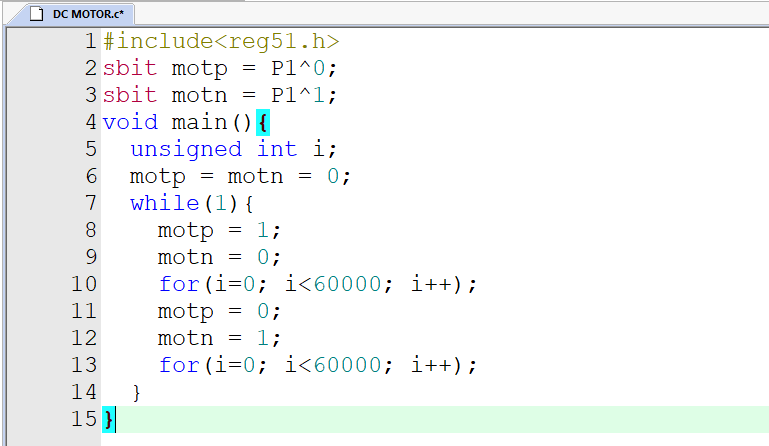 DC MOTOR.c*
1 #include<reg51.h>
2 sbit motp = P1^0;
3 sbit motn = P1^1;
4 void main(){
5   unsigned int i;
6   motp = motn = 0;
7   while(1){
8     motp = 1;
9     motn = 0;
10     for(i=0; i<60000; i++);
11     motp = 0;
12     motn = 1;
13     for(i=0; i<60000; i++);
14   }
15 }